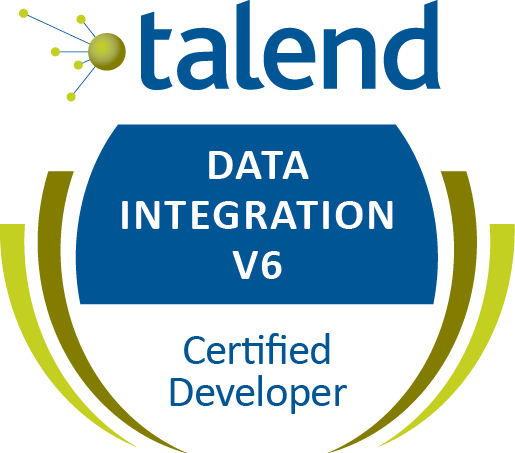 talend
DATA
INTEGRATION
V6
Certified
Developer